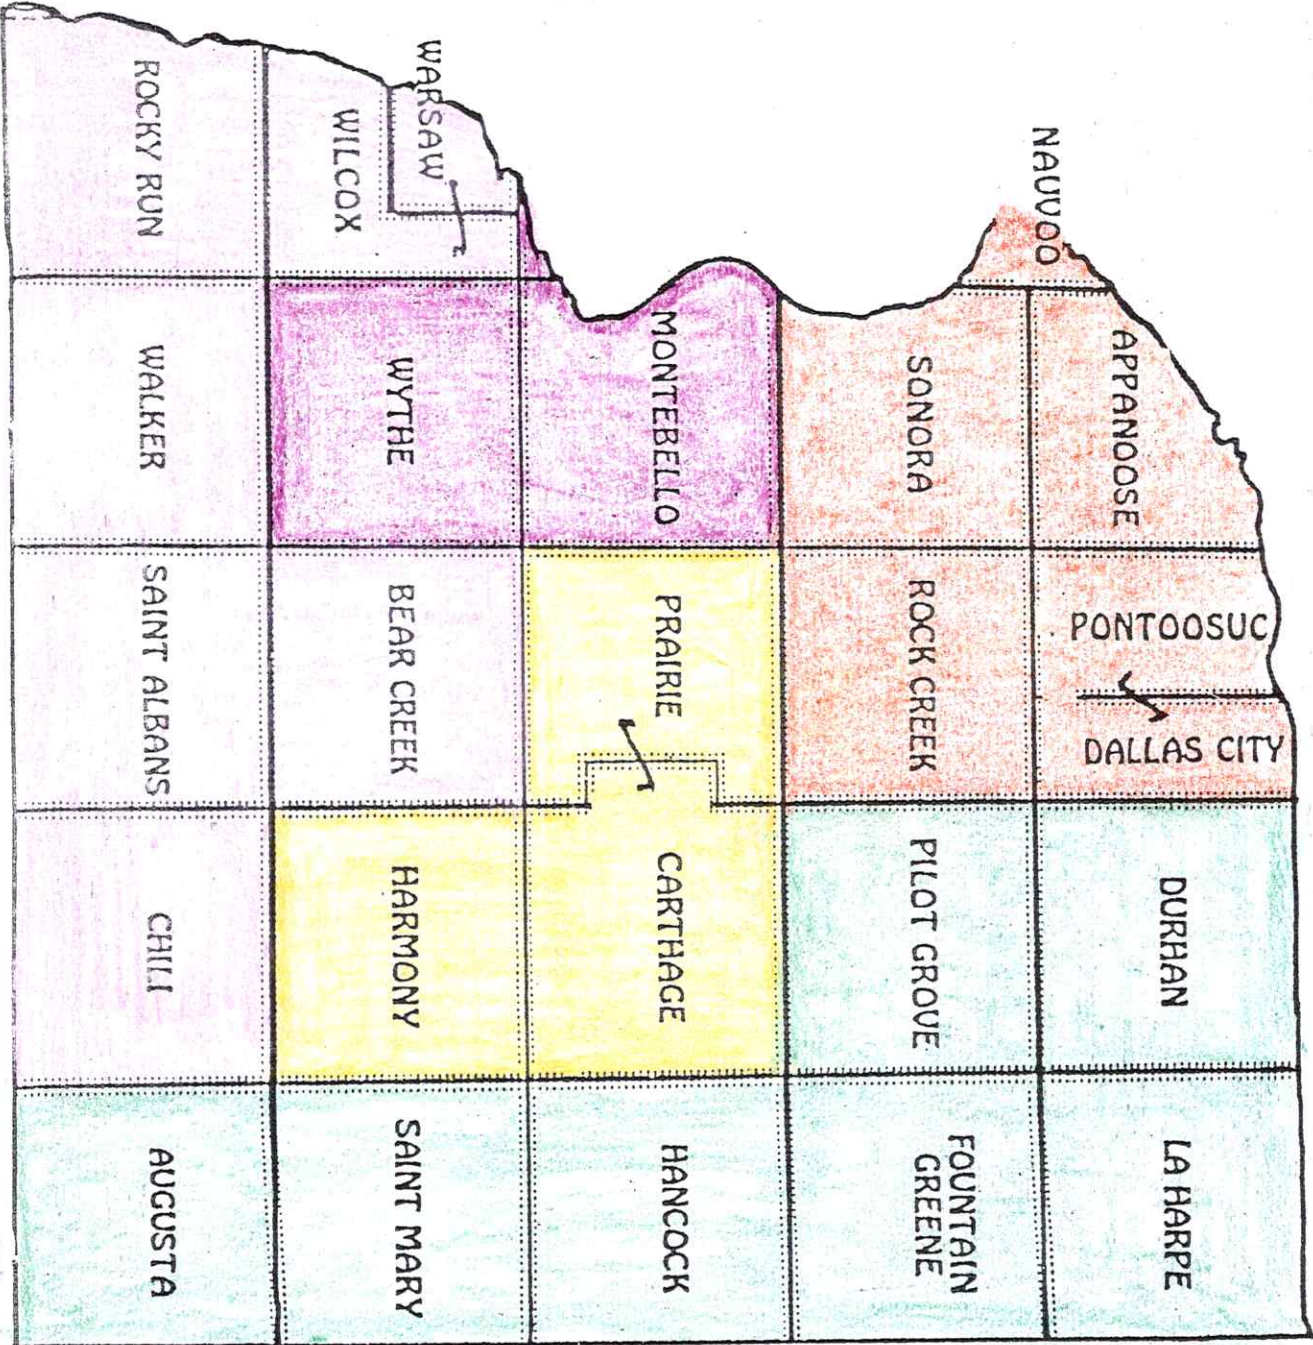 NAUVOO
APPANOOSE
PONTOOSUC
DALLAS CITY
DURHAN
LA HARPE
SONORA
ROCK CREEK
PILOT GROVE
FOUNTAIN
GREENE
MONTEBELLO
PRAIRIE
CARTHAGE
HANCOCK
WARSAW
WILCOX
WYTHE
BEAR CREEK
HARMONY
SAINT MARY
ROCKY RUN
WALKER
SAINT ALBANS
CHILI
AUGUSTA